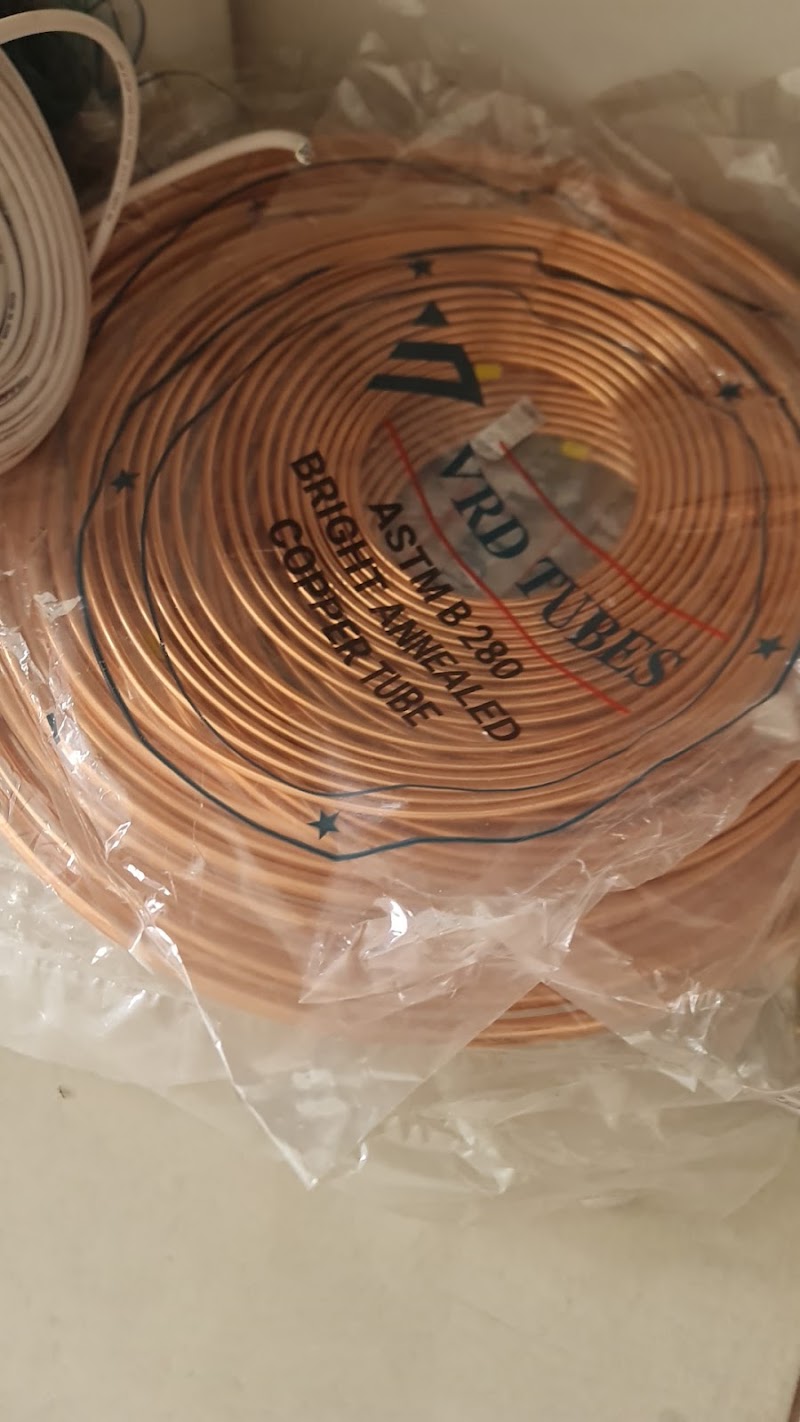 VRD TUBES
ASTM B 280
BRIGHT ANNEALED
COPPER TUBE